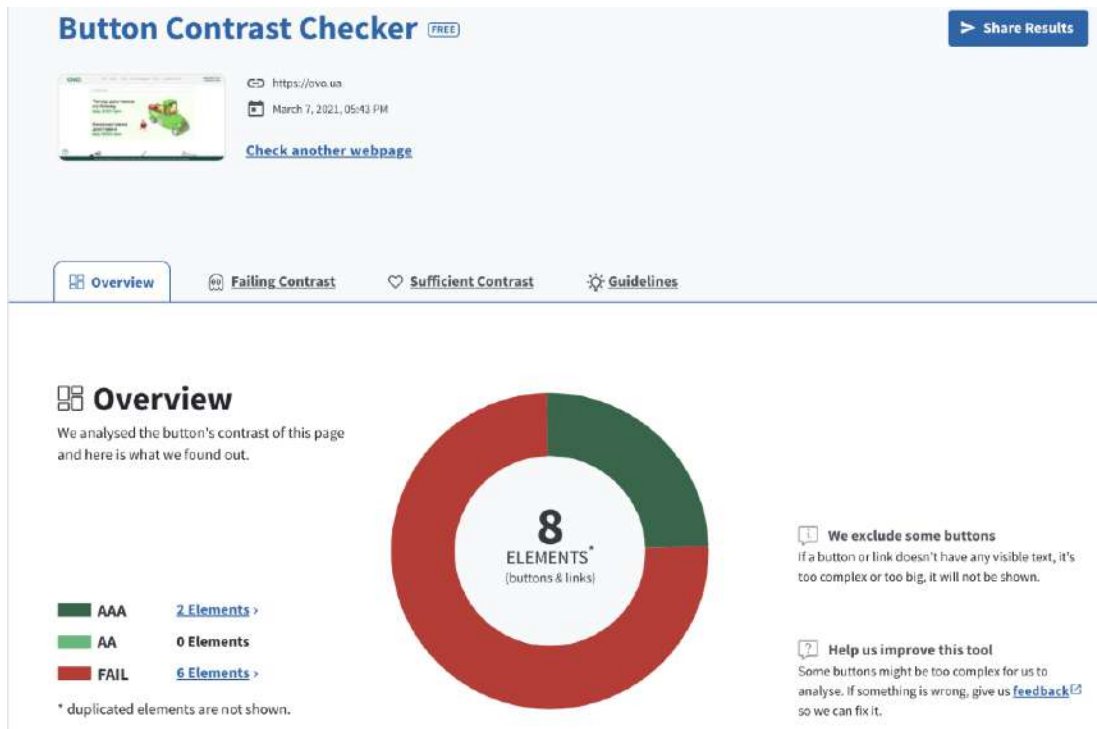 Button Contrast Checker FREE
Share Results
https://ovo.ua
March 7, 2021, 05:43 PM
Check another webpage
Overview
Failing Contrast
Sufficient Contrast
Guidelines
Overview
We analysed the button's contrast of this page
and here is what we found out.
8
ELEMENTS*
(buttons & links)
AAA 2 Elements ›
AA 0 Elements
FAIL 6 Elements ›
* duplicated elements are not shown.
We exclude some buttons
If a button or link doesn't have any visible text, it's
too complex or too big, it will not be shown.
Help us improve this tool
Some buttons might be too complex for us to
analyse. If something is wrong, give us feedback
so we can fix it.